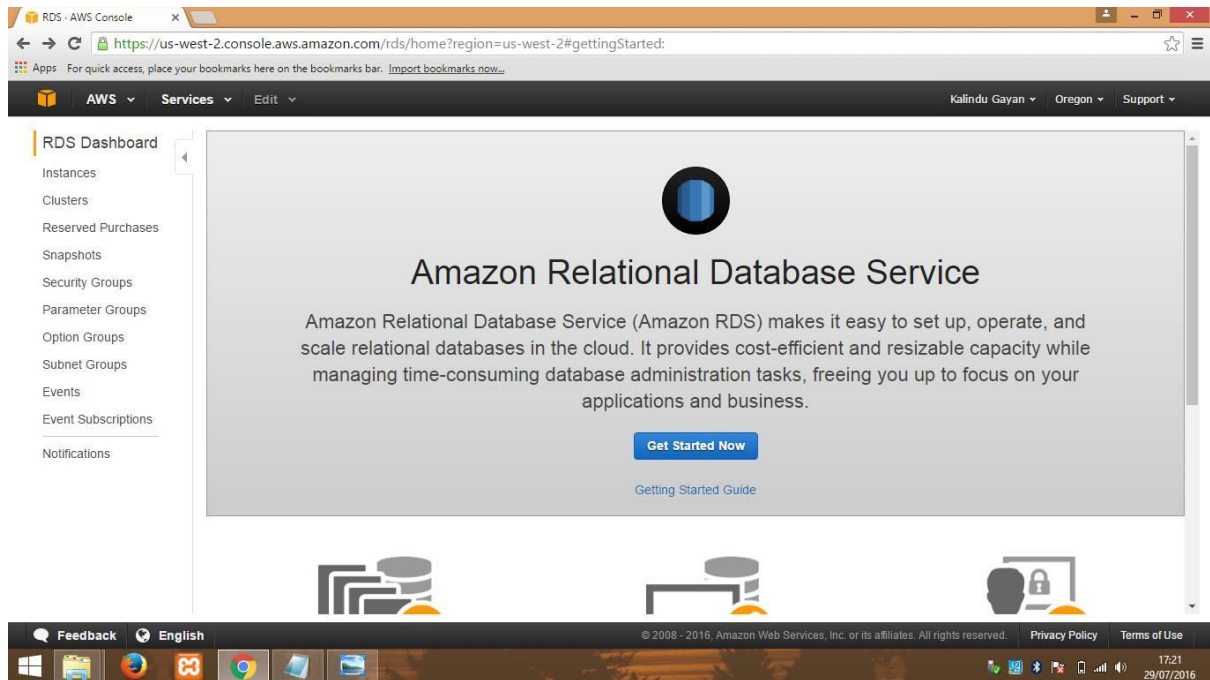 RDS · AWS Console
https://us-west-2.console.aws.amazon.com/rds/home?region=us-west-2#gettingStarted:
Apps For quick access, place your bookmarks here on the bookmarks bar. Import bookmarks now...
AWS Services Edit Kalindu Gayan Oregon Support
RDS Dashboard
Instances
Clusters
Reserved Purchases
Snapshots
Security Groups
Parameter Groups
Option Groups
Subnet Groups
Events
Event Subscriptions
Notifications
Amazon Relational Database Service
Amazon Relational Database Service (Amazon RDS) makes it easy to set up, operate, and
scale relational databases in the cloud. It provides cost-efficient and resizable capacity while
managing time-consuming database administration tasks, freeing you up to focus on your
applications and business.
Get Started Now
Getting Started Guide
Feedback English © 2008 - 2016, Amazon Web Services, Inc. or its affiliates. All rights reserved. Privacy Policy Terms of Use
17:21
29/07/2016